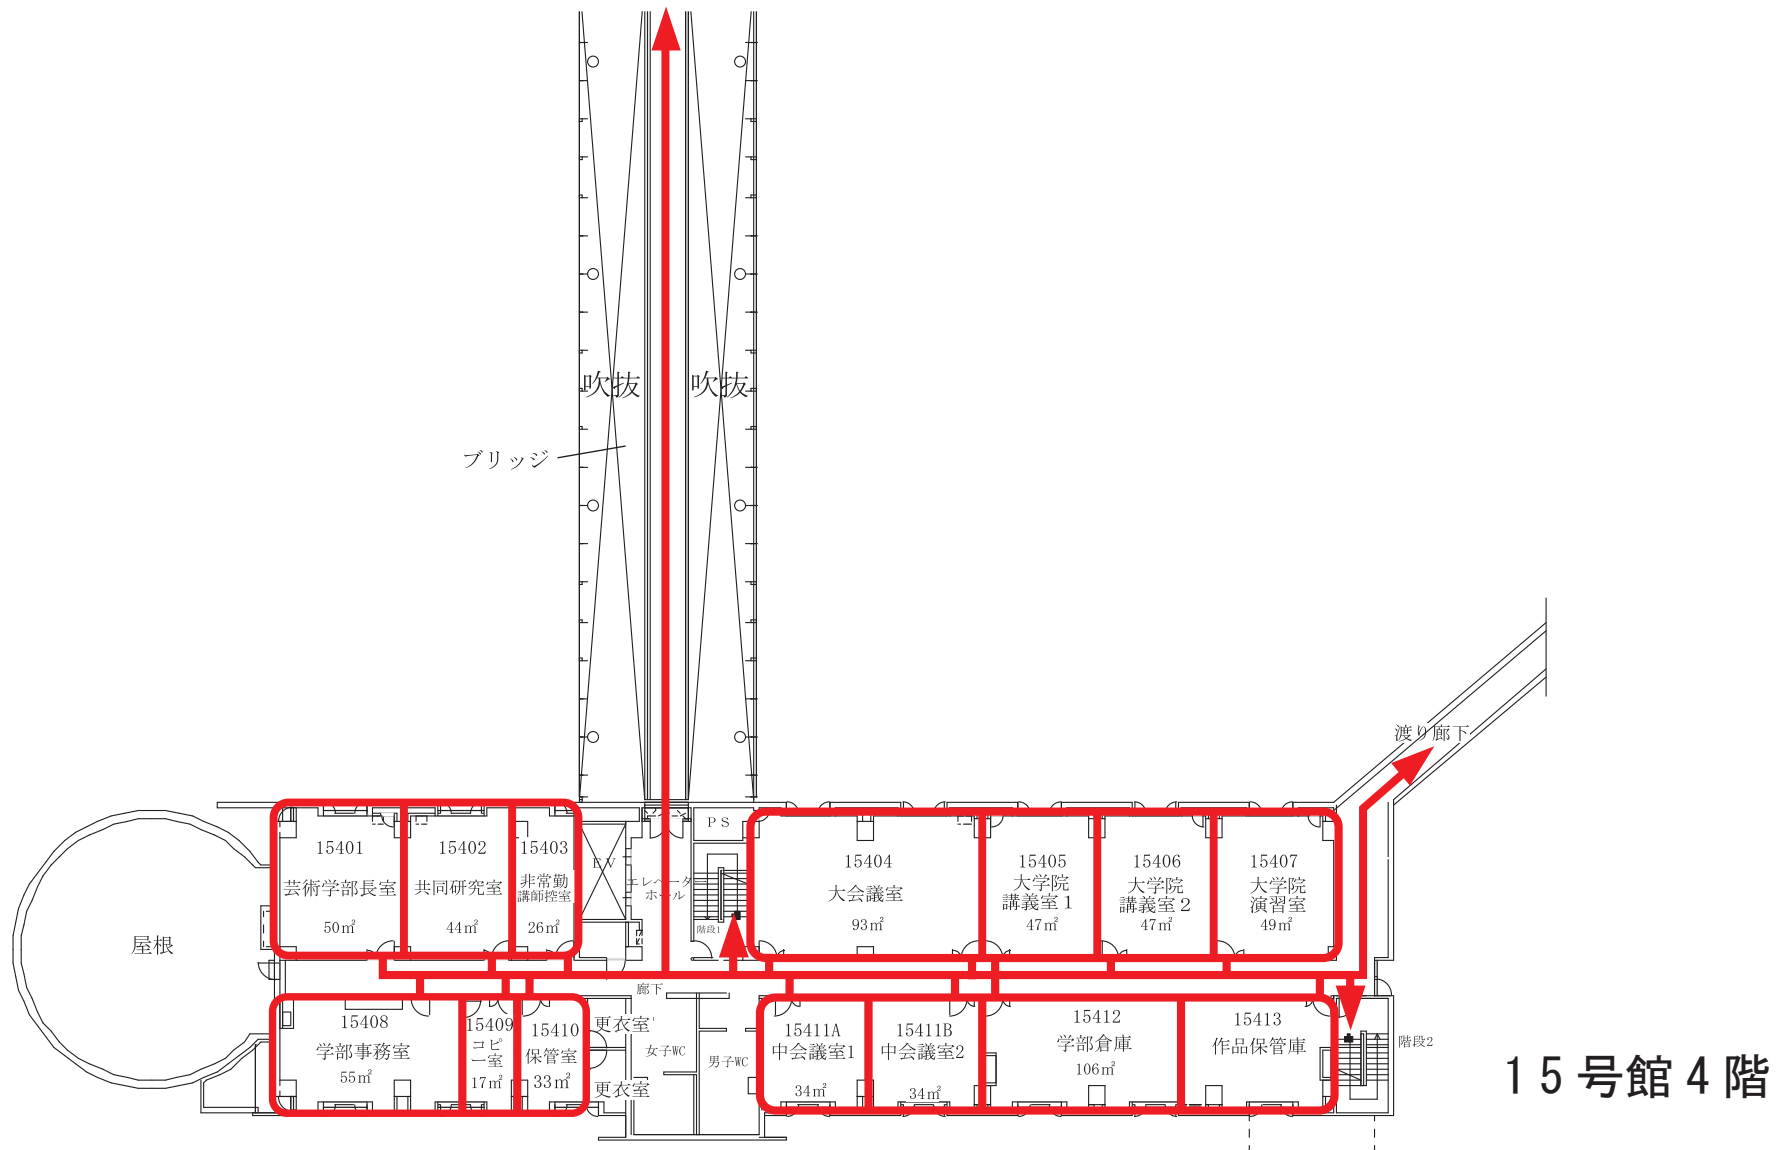 吹抜
吹抜
ブリッジ
渡り廊下
PS
15401
芸術学部長室
50㎡
15402
共同研究室
44㎡
15403
非常勤
講師控室
26㎡
EV
エレベーター
ホール
階段1
15404
大会議室
93㎡
15405
大学院
講義室1
47㎡
15406
大学院
講義室2
47㎡
15407
大学院
演習室
49㎡
屋根
廊下
15408
学部事務室
55㎡
15409
コピ
ー室
17㎡
15410
保管室
33㎡
更衣室
更衣室
女子WC
男子WC
15411A
中会議室1
34㎡
15411B
中会議室2
34㎡
15412
学部倉庫
106㎡
15413
作品保管庫
階段2
15号館4階